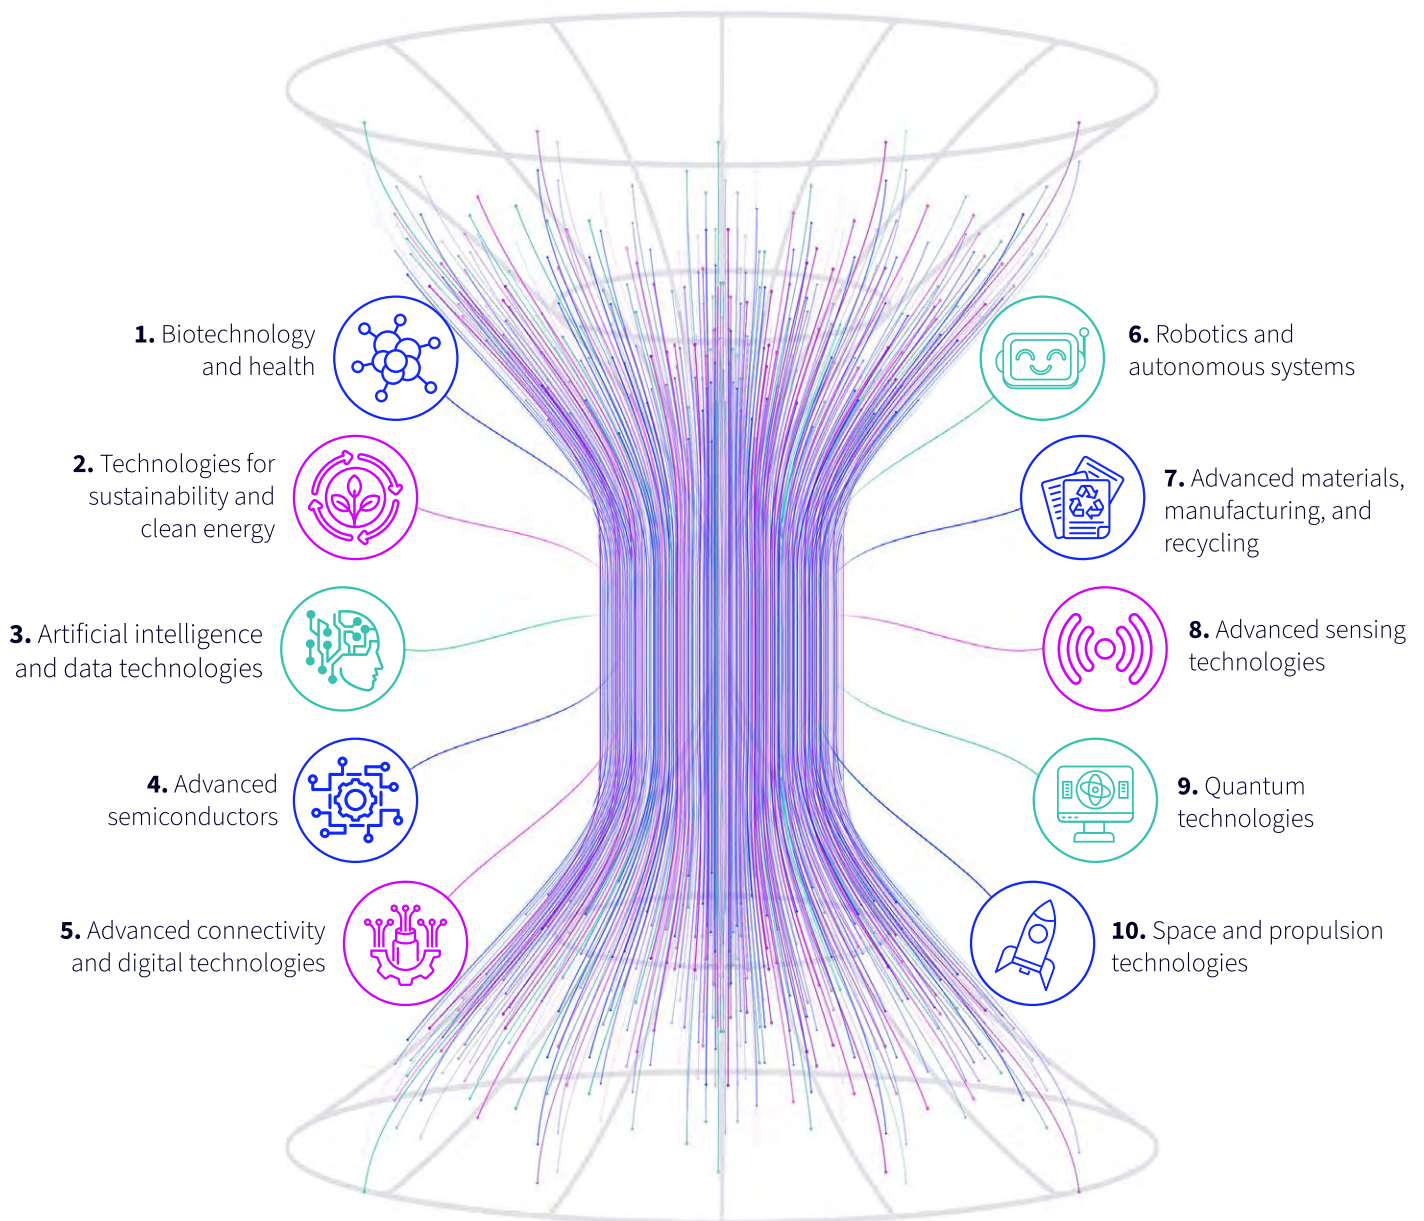 1. Biotechnology
and health
2. Technologies for
sustainability and
clean energy
3. Artificial intelligence
and data technologies
4. Advanced
semiconductors
5. Advanced connectivity
and digital technologies
6. Robotics and
autonomous systems
7. Advanced materials,
manufacturing, and
recycling
8. Advanced sensing
technologies
9. Quantum
technologies
10. Space and propulsion
technologies